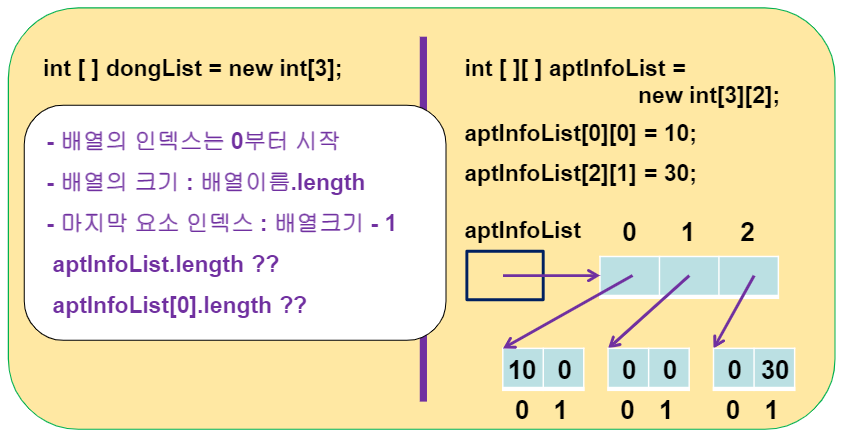 int [ ] dongList = new int[3];
- 배열의 인덱스는 0부터 시작
- 배열의 크기 : 배열이름.length
- 마지막 요소 인덱스 : 배열크기 - 1
aptInfoList.length ??
aptInfoList[0].length ??
int [ ][ ] aptInfoList =
new int[3][2];
aptInfoList[0][0] = 10;
aptInfoList[2][1] = 30;
aptInfoList 0 1 2
10 0 0 0 0 30
0 1 0 1 0 1